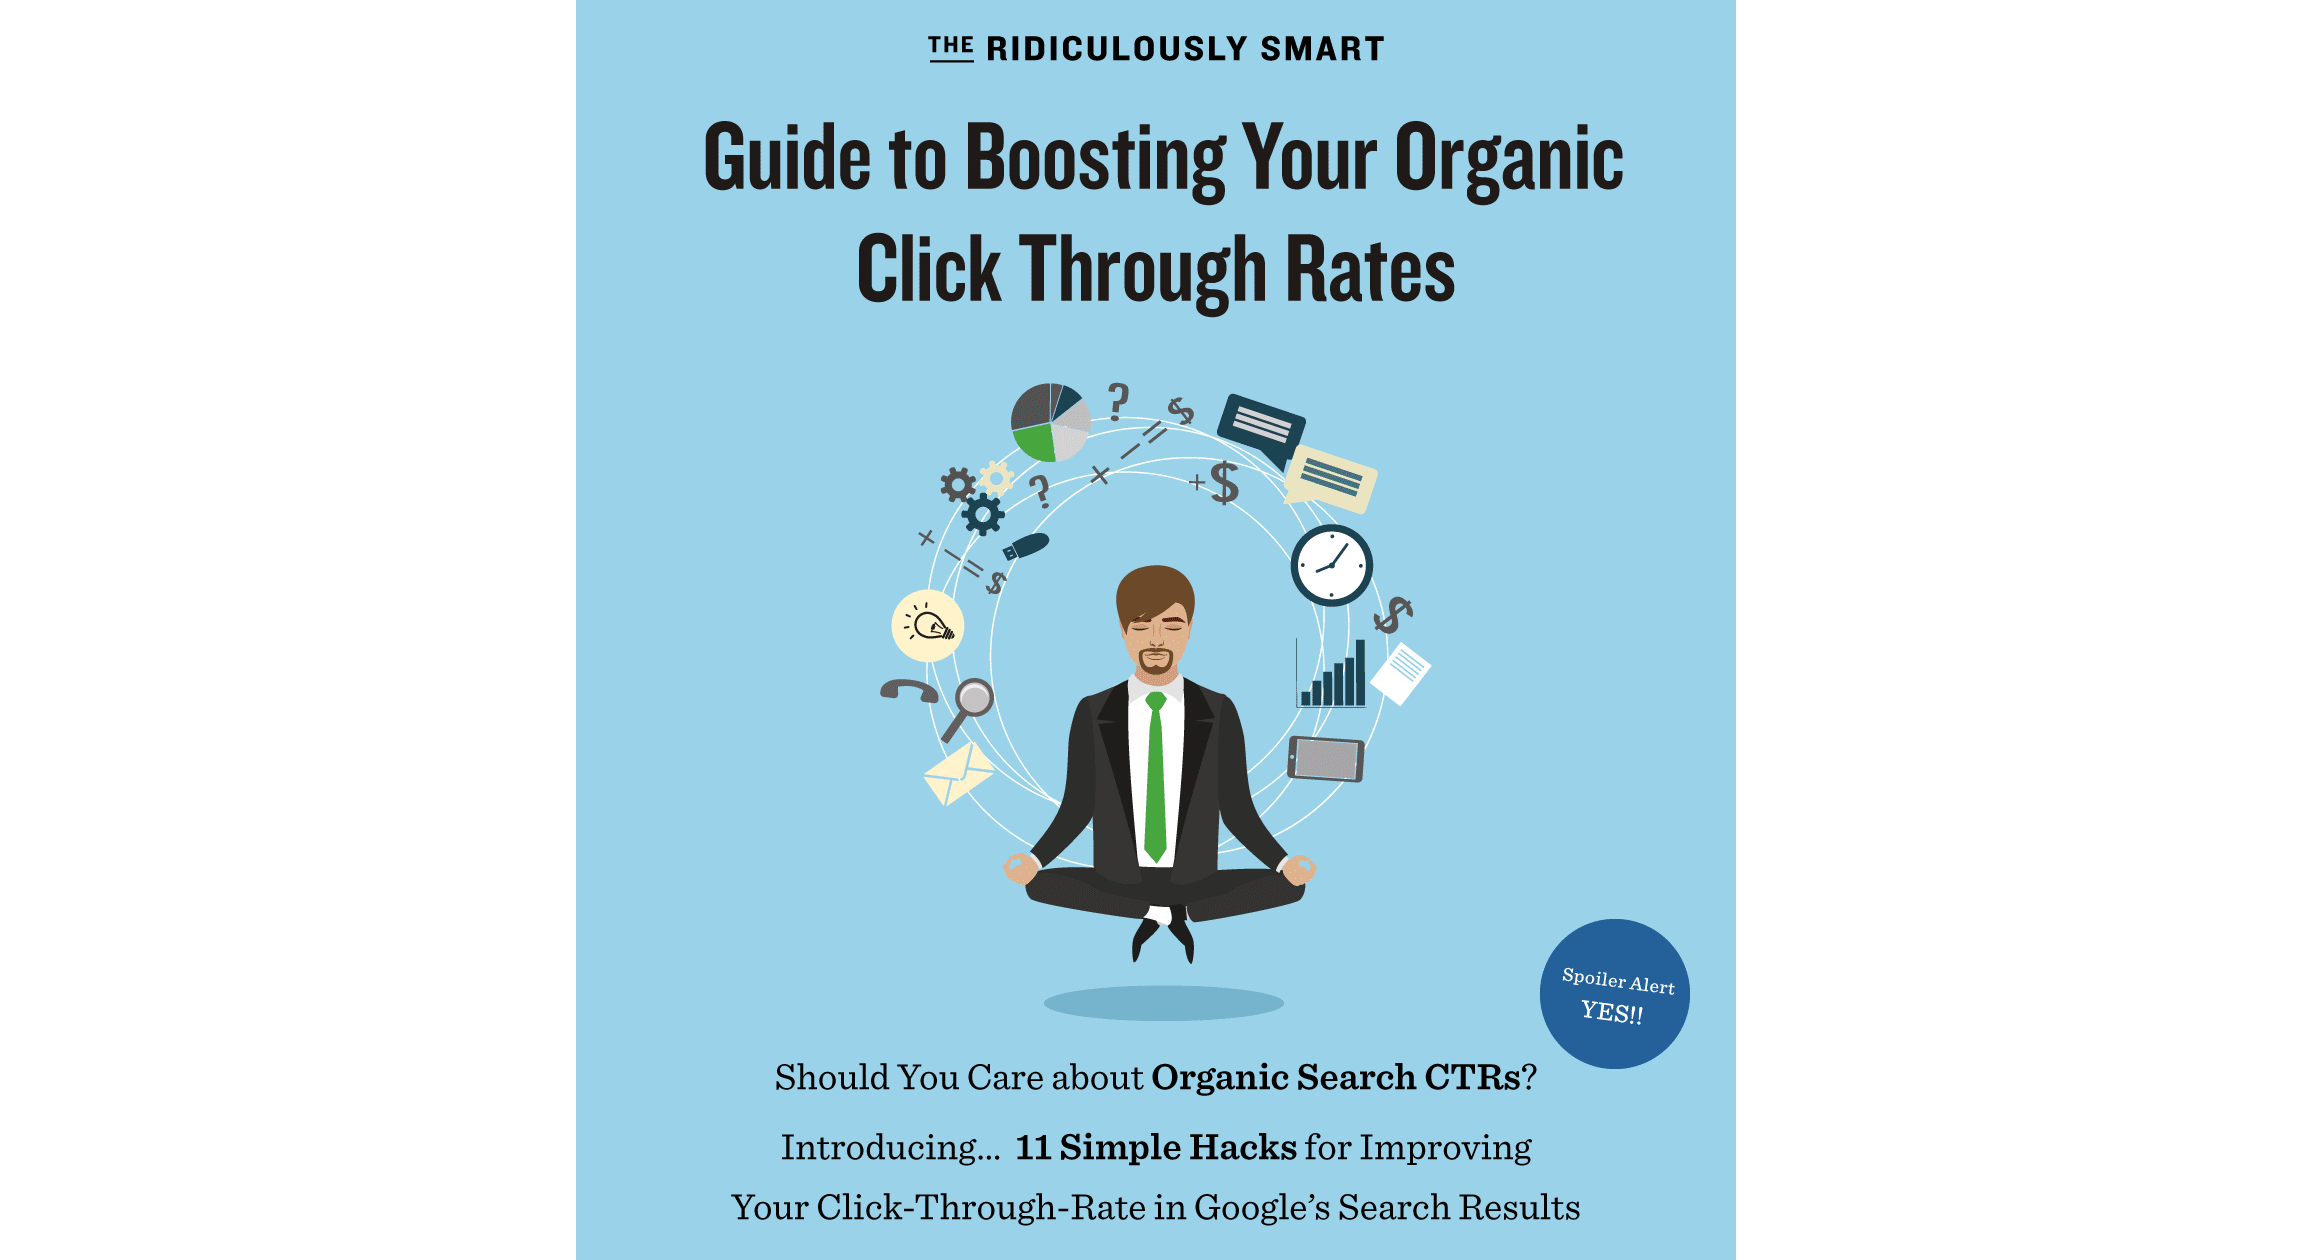 THE RIDICULOUSLY SMART
Guide to Boosting Your Organic
Click Through Rates
? $
? + $
+ $
$
Spoiler Alert
YES!!
Should You Care about Organic Search CTRs?
Introducing... 11 Simple Hacks for Improving
Your Click-Through-Rate in Google’s Search Results